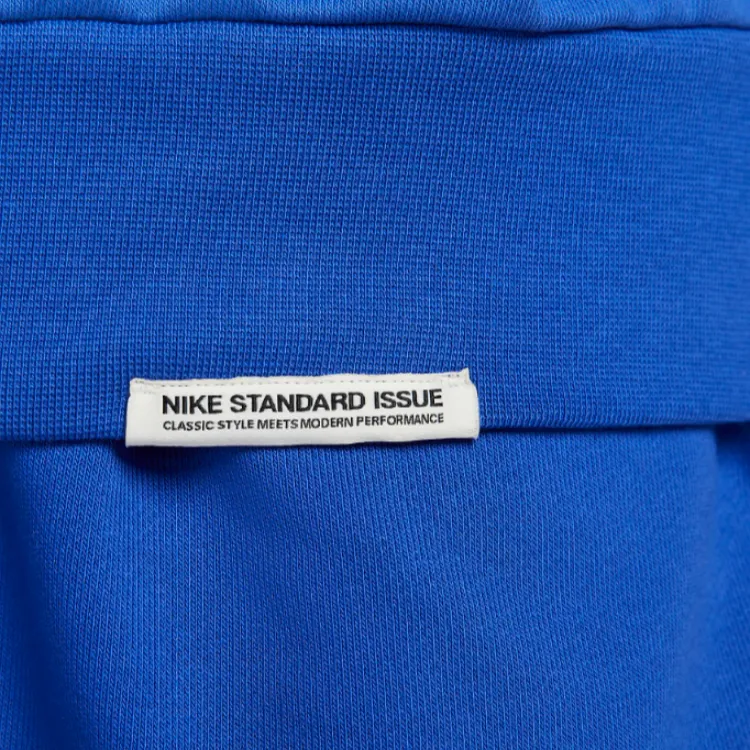 NIKE STANDARD ISSUE
CLASSIC STYLE MEETS MODERN PERFORMANCE